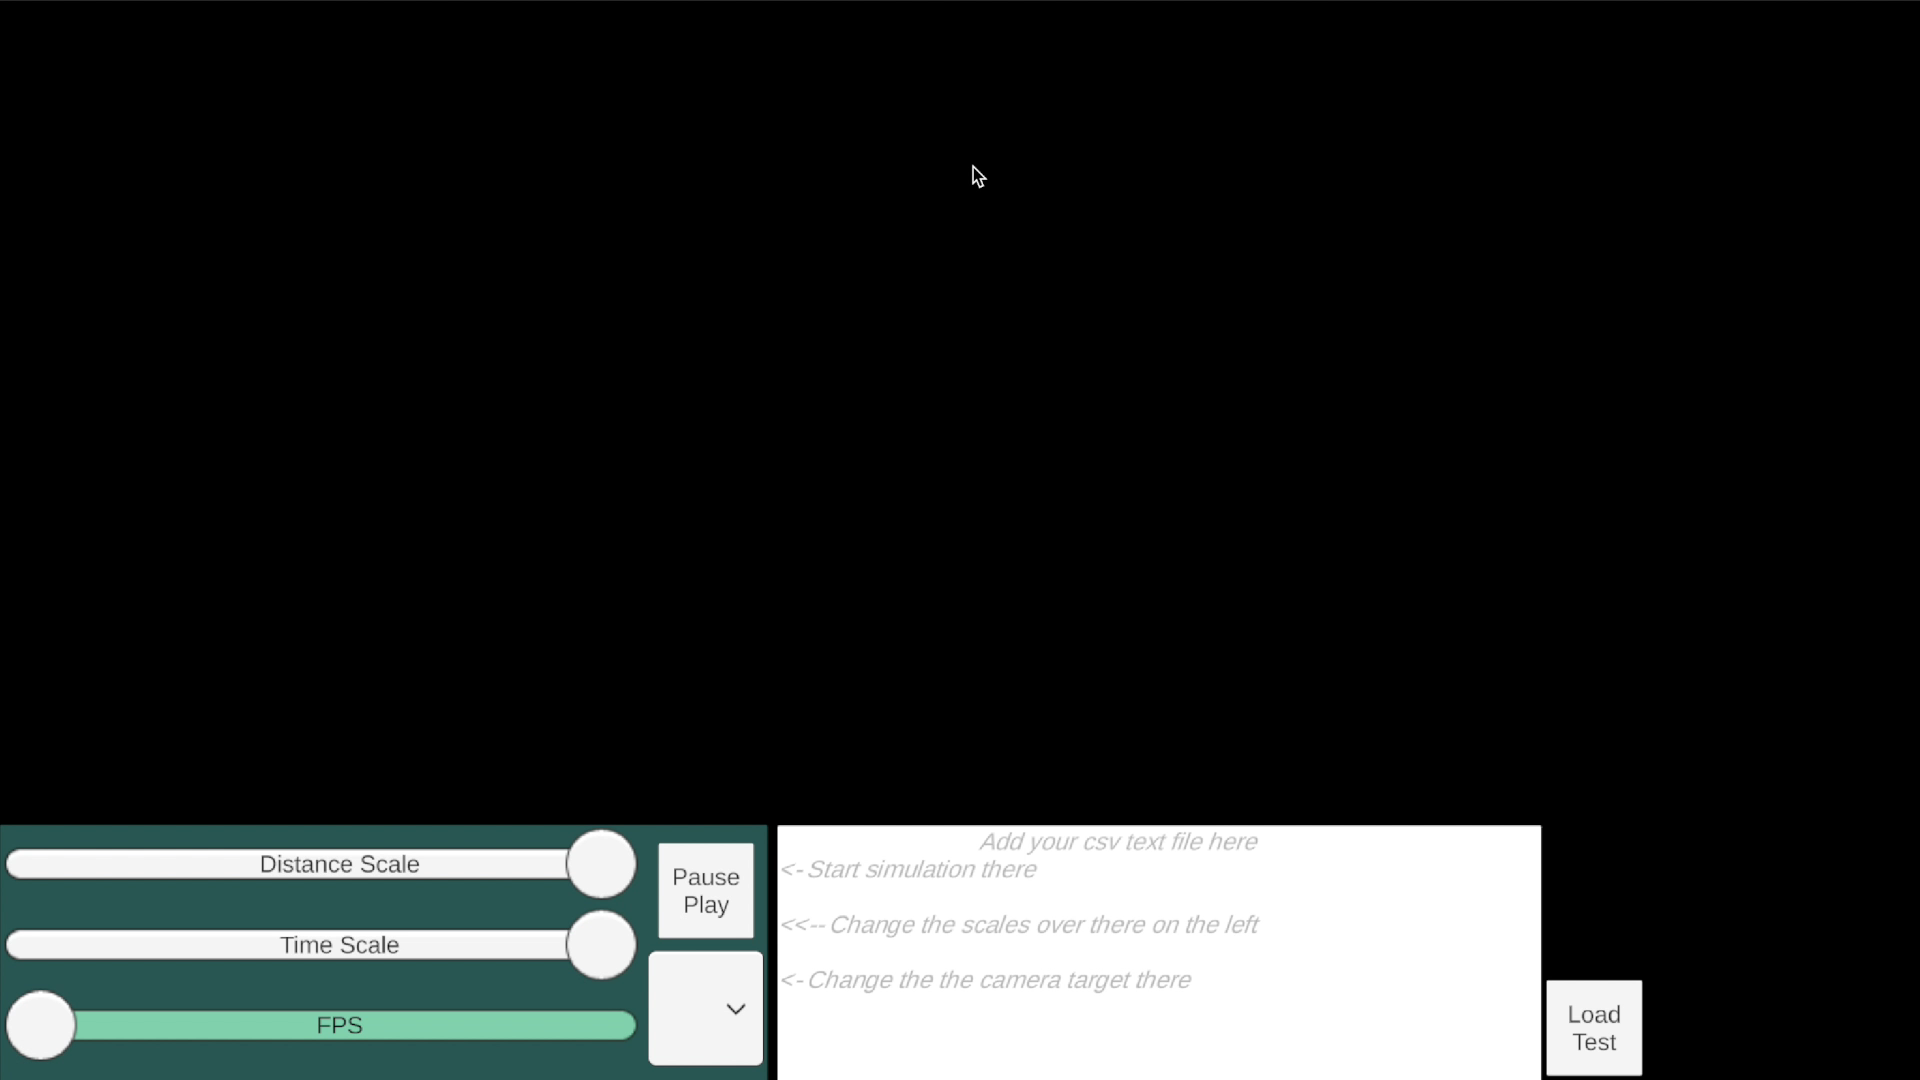 Distance Scale
Time Scale
FPS
Pause
Play
Add your csv text file here
<- Start simulation there
<<-- Change the scales over there on the left
<- Change the the camera target there
Load
Test